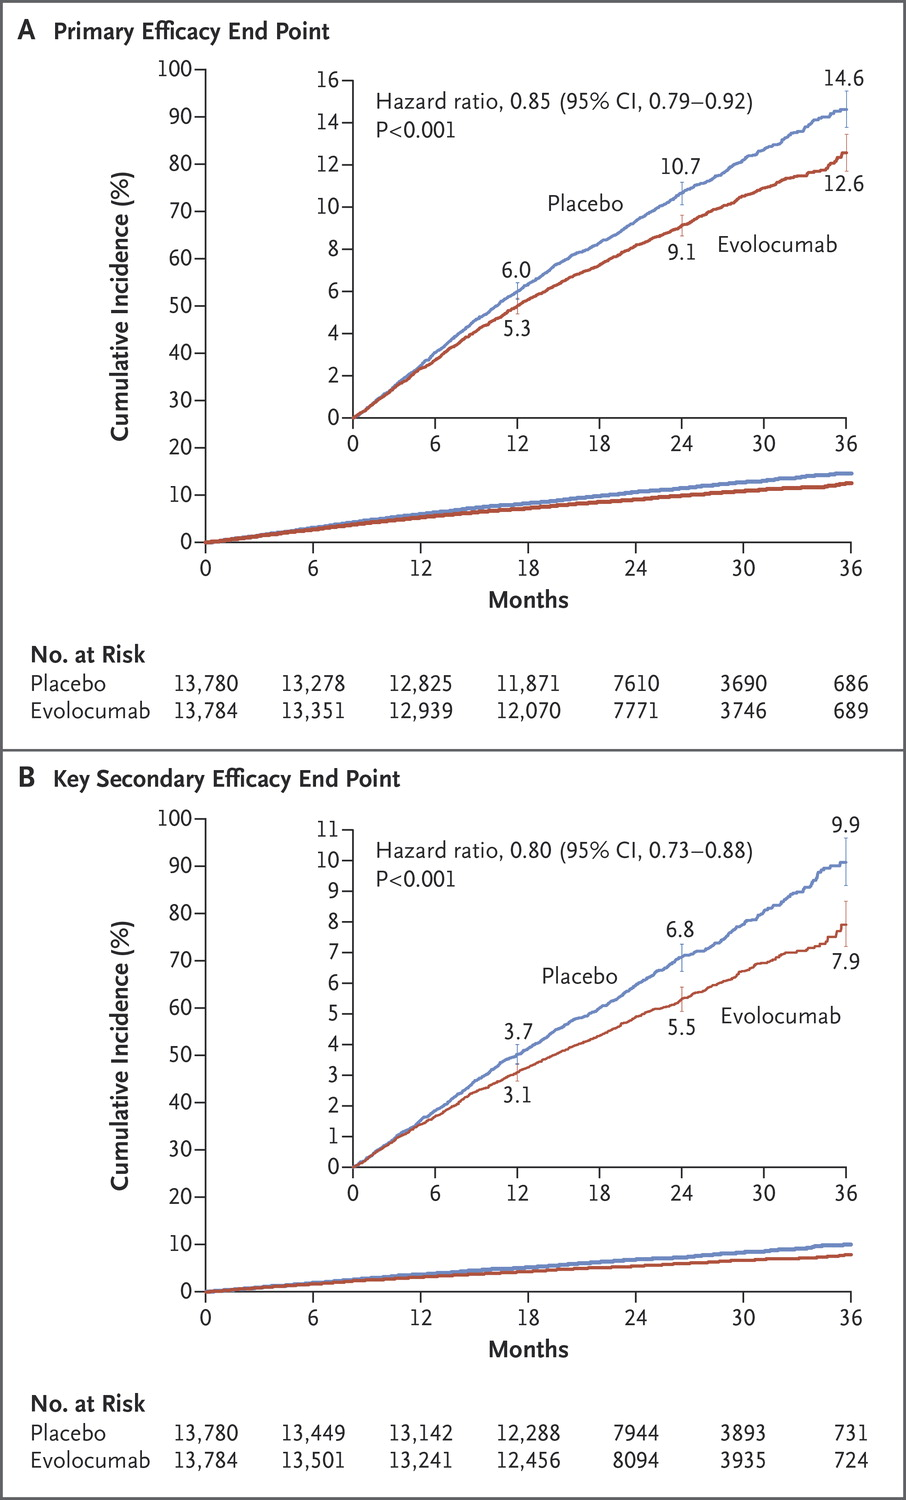 A Primary Efficacy End Point
Cumulative Incidence (%)
100
90
80
70
60
50
40
30
20
10
0
0 6 12 18 24 30 36
Months
16
14
12
10
8
6
4
2
0
0 6 12 18 24 30 36
Hazard ratio, 0.85 (95% CI, 0.79–0.92)
P<0.001
14.6
12.6
10.7
9.1
6.0
5.3
Placebo
Evolocumab
No. at Risk
Placebo 13,780 13,278 12,825 11,871 7610 3690 686
Evolocumab 13,784 13,351 12,939 12,070 7771 3746 689
B Key Secondary Efficacy End Point
Cumulative Incidence (%)
100
90
80
70
60
50
40
30
20
10
0
0 6 12 18 24 30 36
Months
11
10
9
8
7
6
5
4
3
2
1
0
0 6 12 18 24 30 36
Hazard ratio, 0.80 (95% CI, 0.73–0.88)
P<0.001
9.9
7.9
6.8
5.5
3.7
3.1
Placebo
Evolocumab
No. at Risk
Placebo 13,780 13,449 13,142 12,288 7944 3893 731
Evolocumab 13,784 13,501 13,241 12,456 8094 3935 724